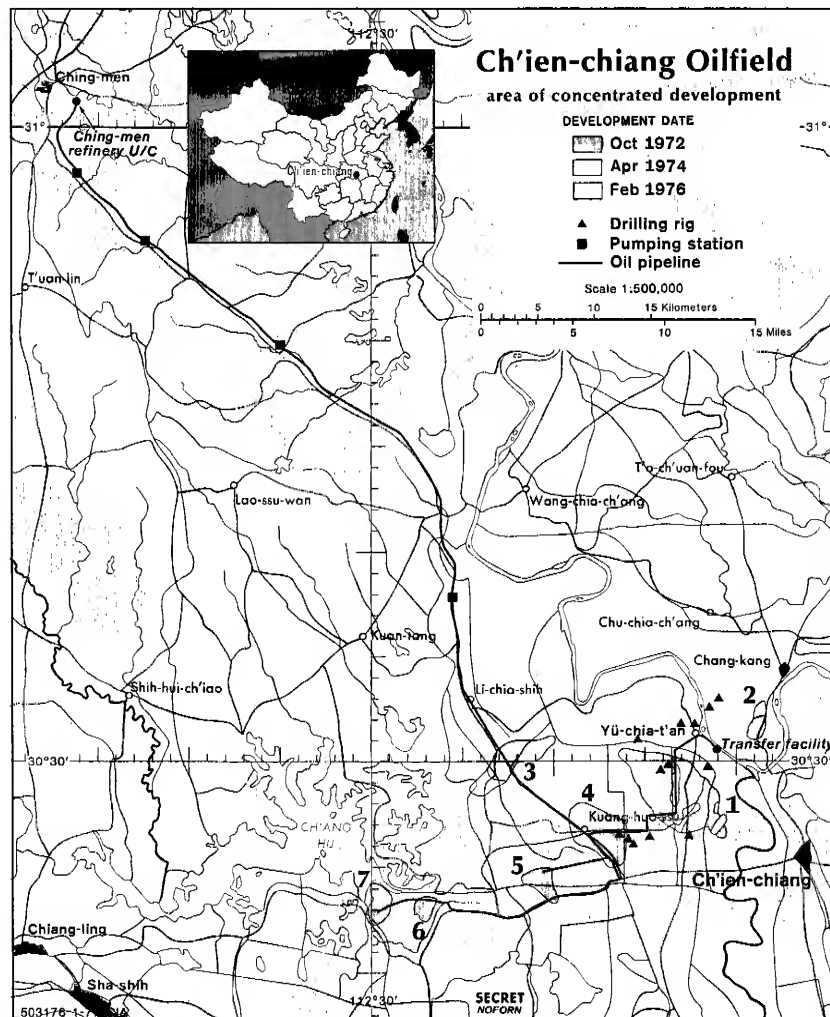 112°30'
Ch'ien-chiang Oilfield
area of concentrated development
DEVELOPMENT DATE
Oct 1972
Apr 1974
Feb 1976
Drilling rig
Pumping station
Oil pipeline
Scale 1:500,000
0 5 10 15 Kilometers
0 5 10 15 Miles
Ching-men
31°
Ching-men
refinery U/C
Ch'ien-chiang
T'uan-lin
T'o-ch'uan-fou
Lao-ssu-wan
Wang-chia-ch'ang
Chu-chia-ch'ang
Kuan-tang
Chang-kang
Shih-hui-ch'iao
Li-chia-shih
2
Yü-chia-t'an
Transfer facility
30°30'
30°30'
3
4
1
Kuang-huo-ssu
CH'ANG
HU
5
Ch'ien-chiang
7
6
Chiang-ling
Sha-shih
112°30'
SECRET
NOFORN